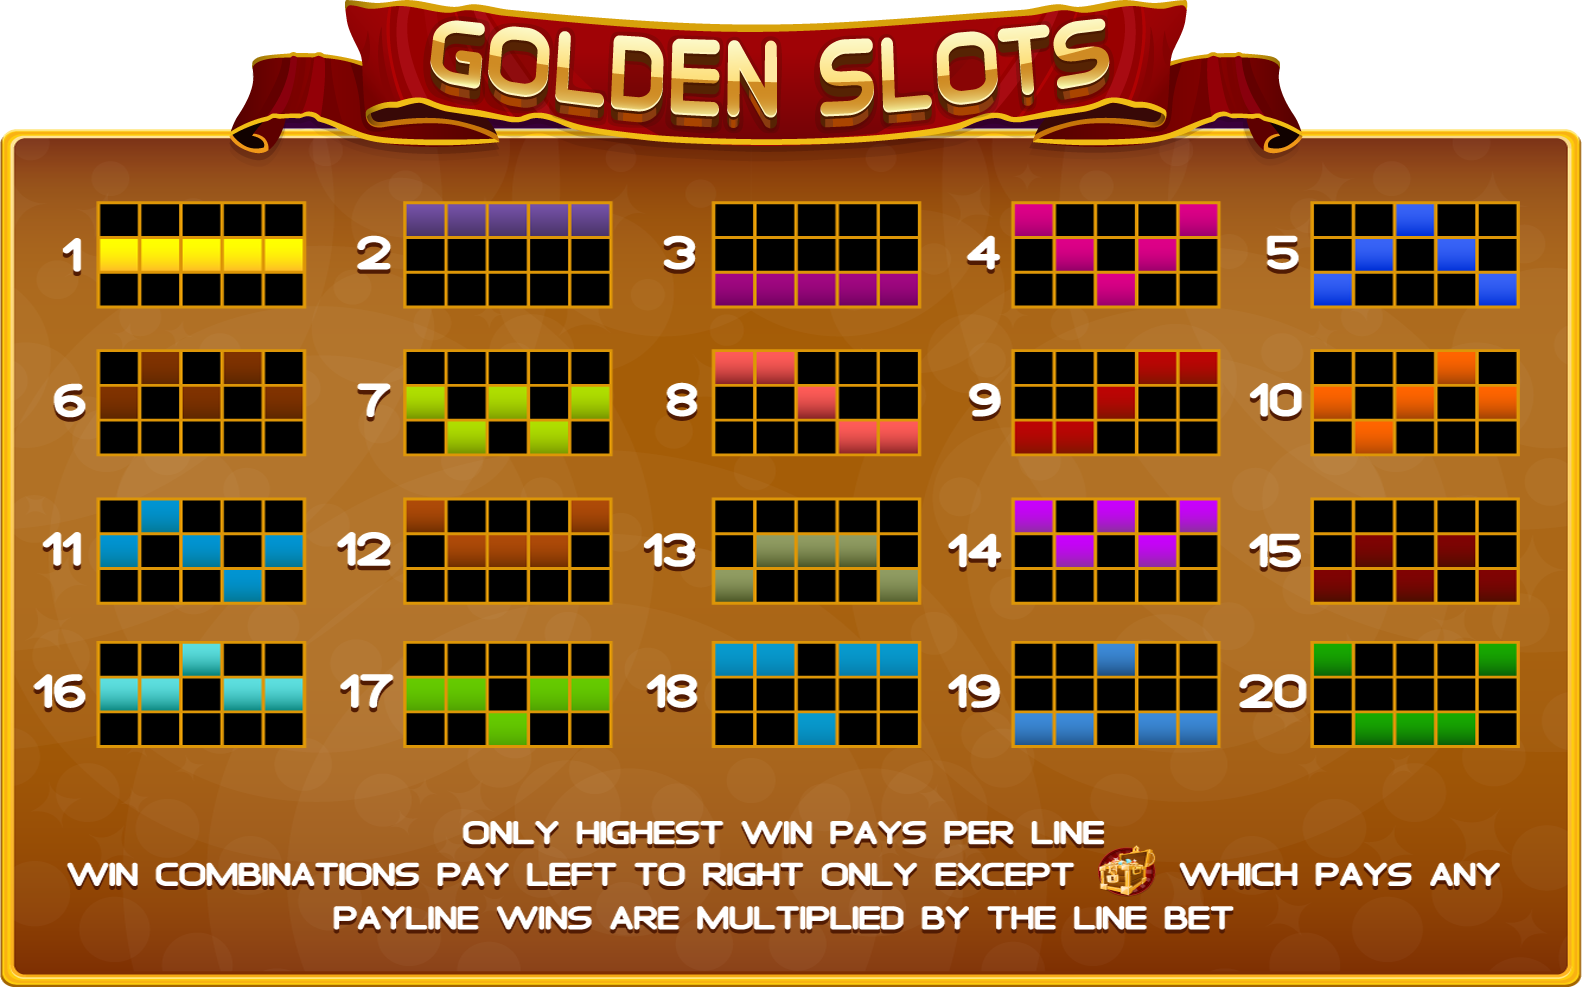 GOLDEN SLOTS
1 2 3 4 5
6 7 8 9 10
11 12 13 14 15
16 17 18 19 20
ONLY HIGHEST WIN PAYS PER LINE
WIN COMBINATIONS PAY LEFT TO RIGHT ONLY EXCEPT WHICH PAYS ANY
PAYLINE WINS ARE MULTIPLIED BY THE LINE BET